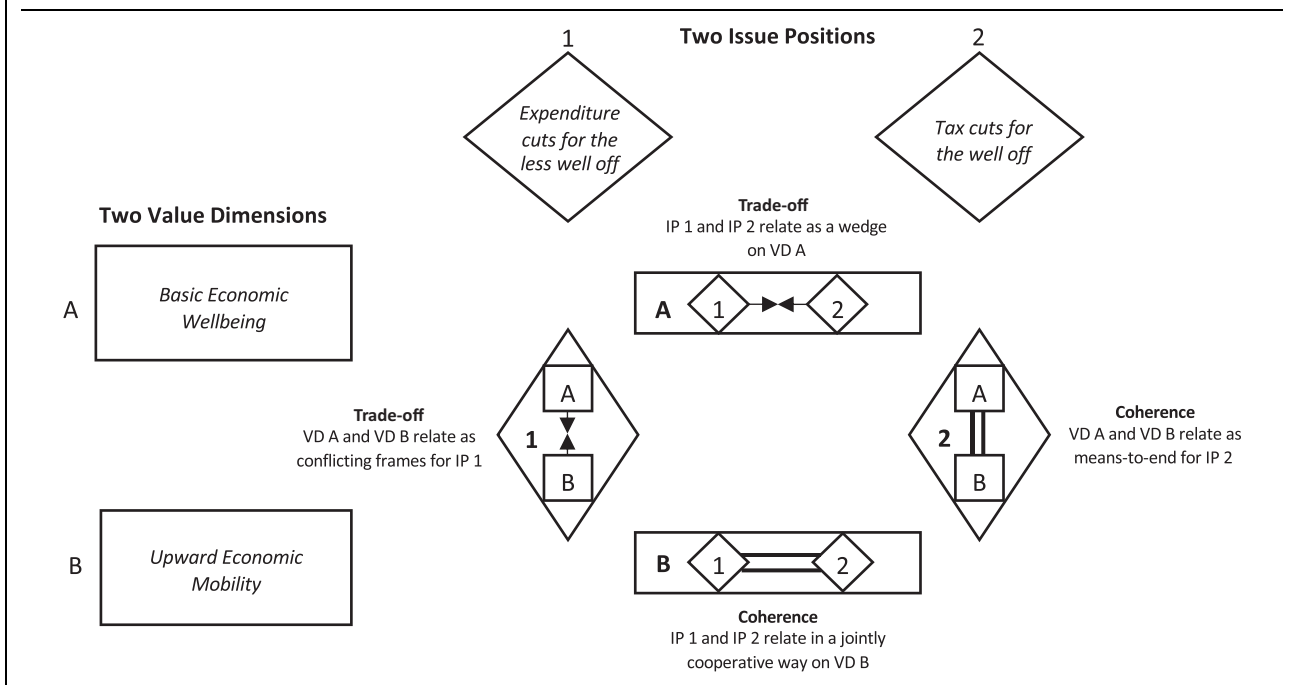 1
Two Issue Positions
2
Expenditure
cuts for the
less well off
Tax cuts for
the well off
Two Value Dimensions
Trade-off
IP 1 and IP 2 relate as a wedge
on VD A
A
Basic Economic
Wellbeing
A 1 2
Trade-off
VD A and VD B relate as
conflicting frames for IP 1
A
1
B
A
2
B
Coherence
VD A and VD B relate as
means-to-end for IP 2
B
Upward Economic
Mobility
B 1 2
Coherence
IP 1 and IP 2 relate in a jointly
cooperative way on VD B